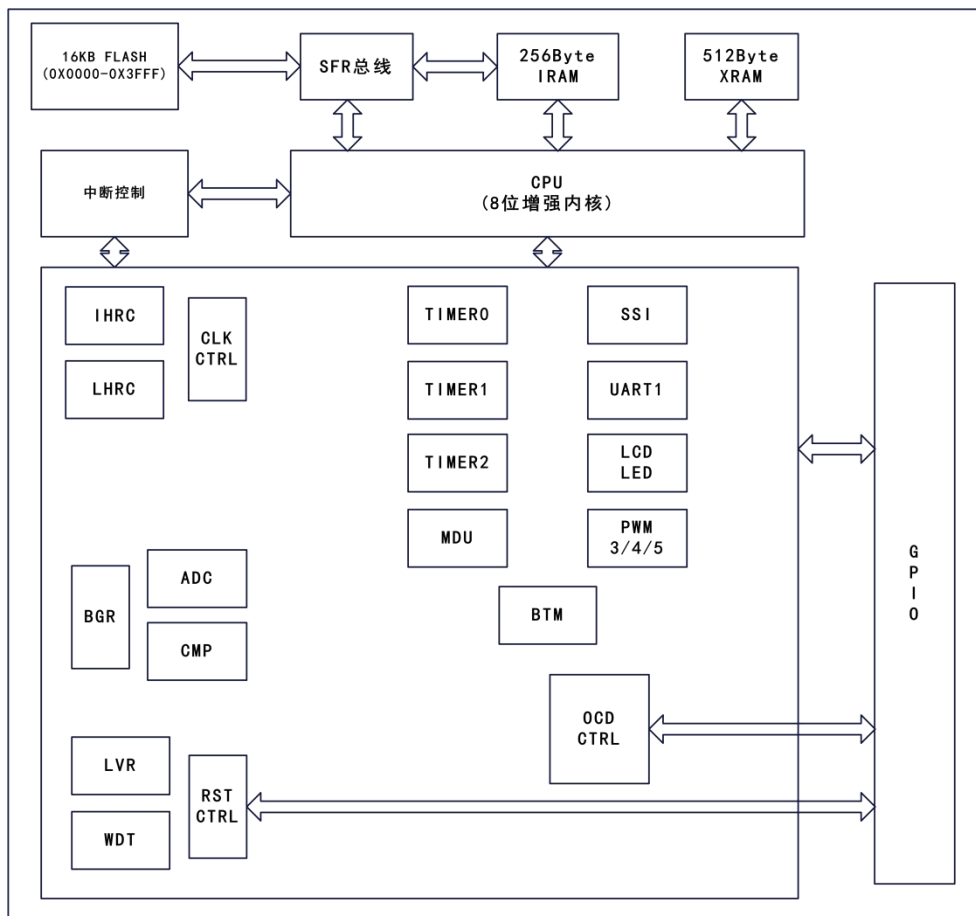 16KB FLASH
(0X0000-0X3FFF)
SFR总线
256Byte
IRAM
512Byte
XRAM
中断控制
CPU
(8位增强内核)
IHRC
CLK
CTRL
LHRC
TIMER0
SSI
TIMER1
UART1
TIMER2
LCD
LED
MDU
PWM
3/4/5
BGR
ADC
CMP
BTM
OCD
CTRL
LVR
RST
CTRL
WDT
G
P
I
O